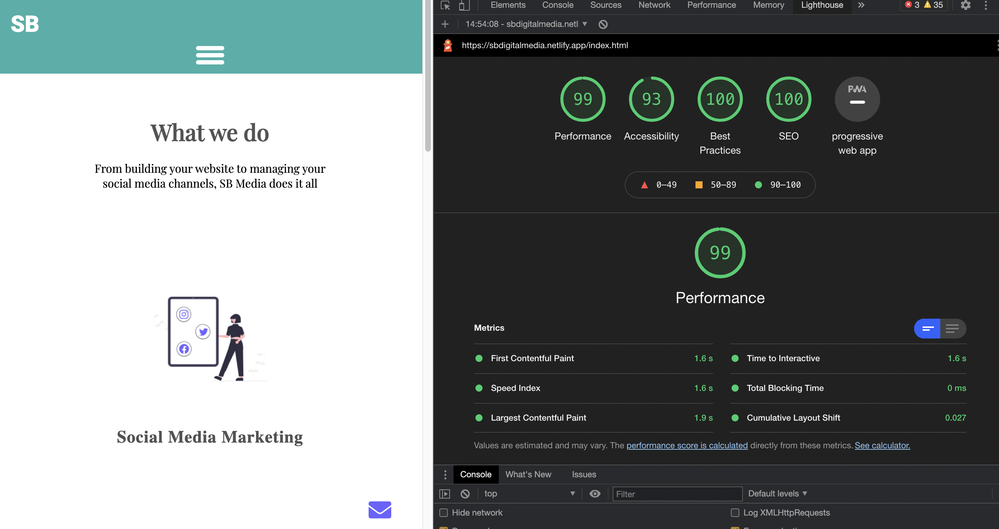 SB
What we do
From building your website to managing your
social media channels, SB Media does it all
Social Media Marketing
Elements Console Sources Network Performance Memory Lighthouse 3 35
14:54:08 - sbdigitalmedia.netl
https://sbdigitalmedia.netlify.app/index.html
99 93 100 100 PWA
Performance Accessibility Best Practices SEO progressive web app
0–49 50–89 90–100
99
Performance
Metrics
First Contentful Paint 1.6 s Time to Interactive 1.6 s
Speed Index 1.6 s Total Blocking Time 0 ms
Largest Contentful Paint 1.9 s Cumulative Layout Shift 0.027
Values are estimated and may vary. The performance score is calculated directly from these metrics. See calculator.
Console What's New Issues
top Filter Default levels
Hide network Log XMLHttpRequests